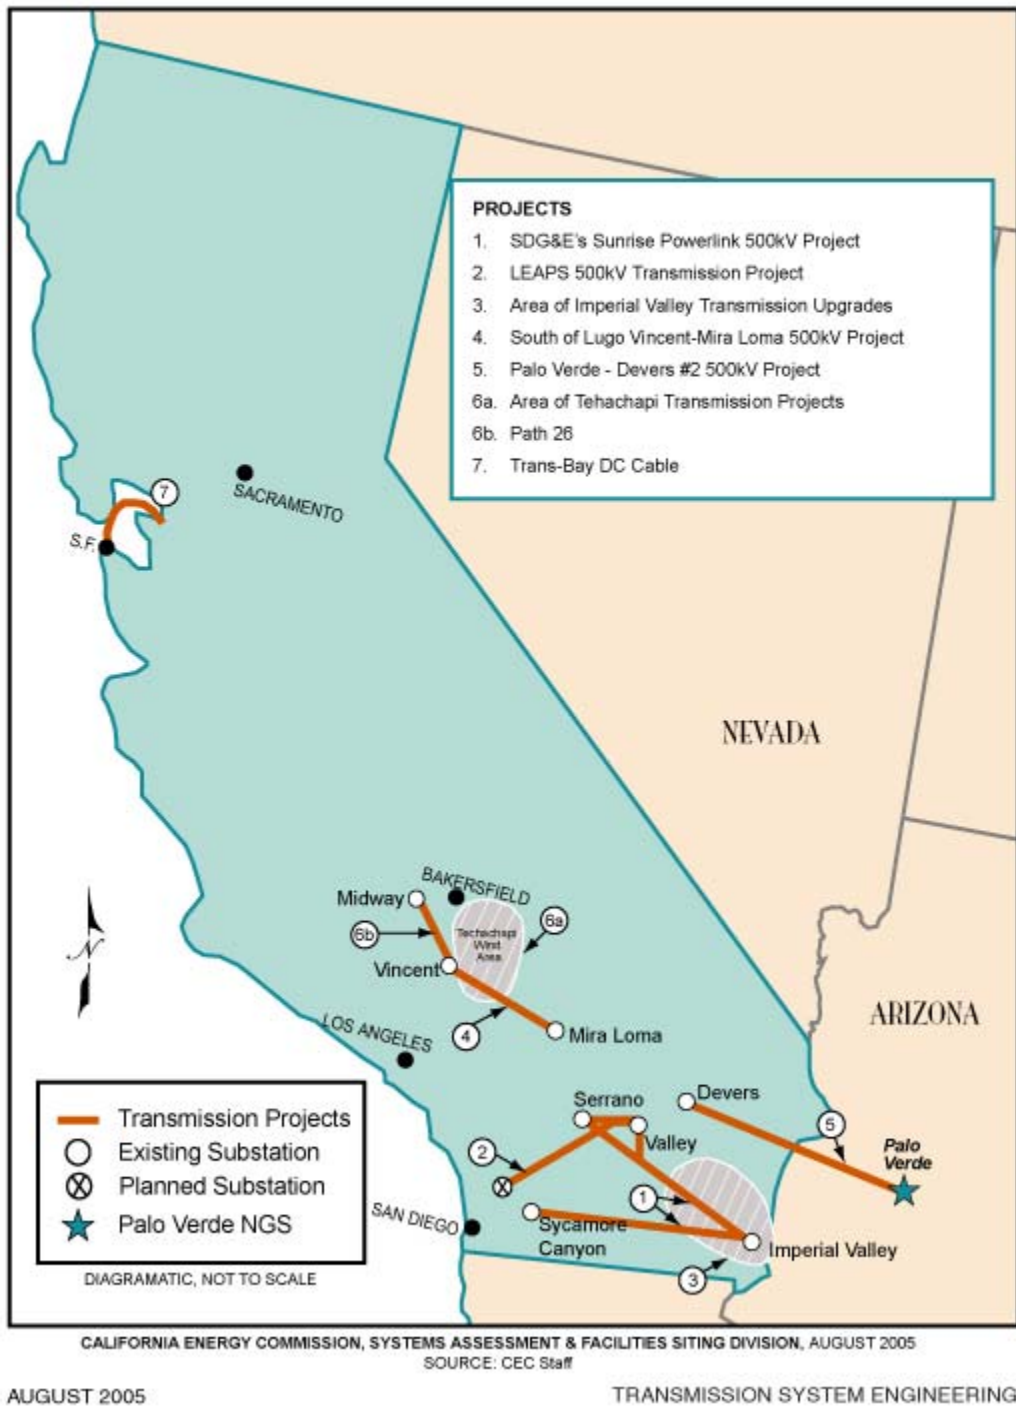 PROJECTS
1. SDG&E's Sunrise Powerlink 500kV Project
2. LEAPS 500kV Transmission Project
3. Area of Imperial Valley Transmission Upgrades
4. South of Lugo Vincent-Mira Loma 500kV Project
5. Palo Verde - Devers #2 500kV Project
6a. Area of Tehachapi Transmission Projects
6b. Path 26
7. Trans-Bay DC Cable
7
SACRAMENTO
S.F.
NEVADA
BAKERSFIELD
Midway
6b
6a
Techachapi
Wind
Area
Vincent
N
ARIZONA
4
Mira Loma
LOS ANGELES
Serrano
Devers
Valley
5
Palo
Verde
2
1
SAN DIEGO
Sycamore
Canyon
Imperial Valley
3
Transmission Projects
Existing Substation
Planned Substation
Palo Verde NGS
DIAGRAMATIC, NOT TO SCALE
CALIFORNIA ENERGY COMMISSION, SYSTEMS ASSESSMENT & FACILITIES SITING DIVISION, AUGUST 2005
SOURCE: CEC Staff
AUGUST 2005
TRANSMISSION SYSTEM ENGINEERING